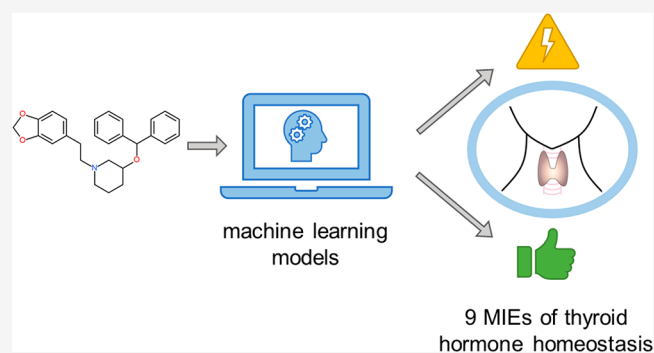 O
O
N
O
machine learning
models
9 MIEs of thyroid
hormone homeostasis